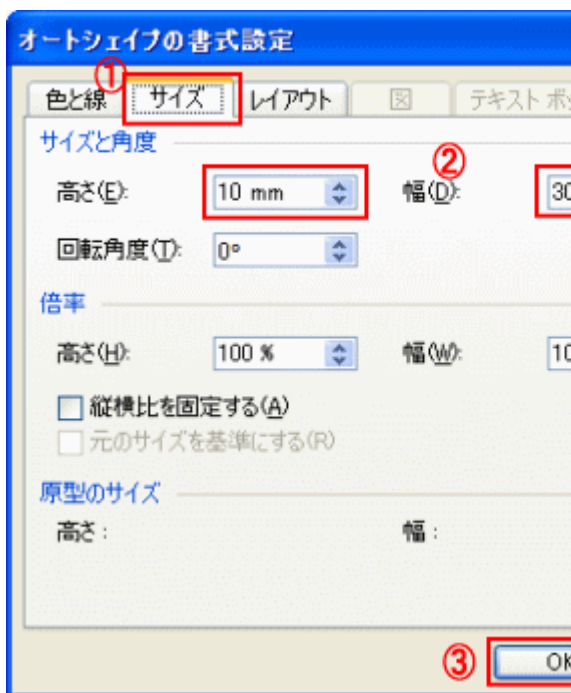 オートシェイプの書式設定
①
色と線 サイズ レイアウト 図 テキスト ボッ
サイズと角度
②
高さ(E): 10 mm 幅(D): 30
回転角度(T): 0°
倍率
高さ(H): 100 % 幅(W): 10
縦横比を固定する(A)
元のサイズを基準にする(R)
原型のサイズ
高さ： 幅：
③ OK